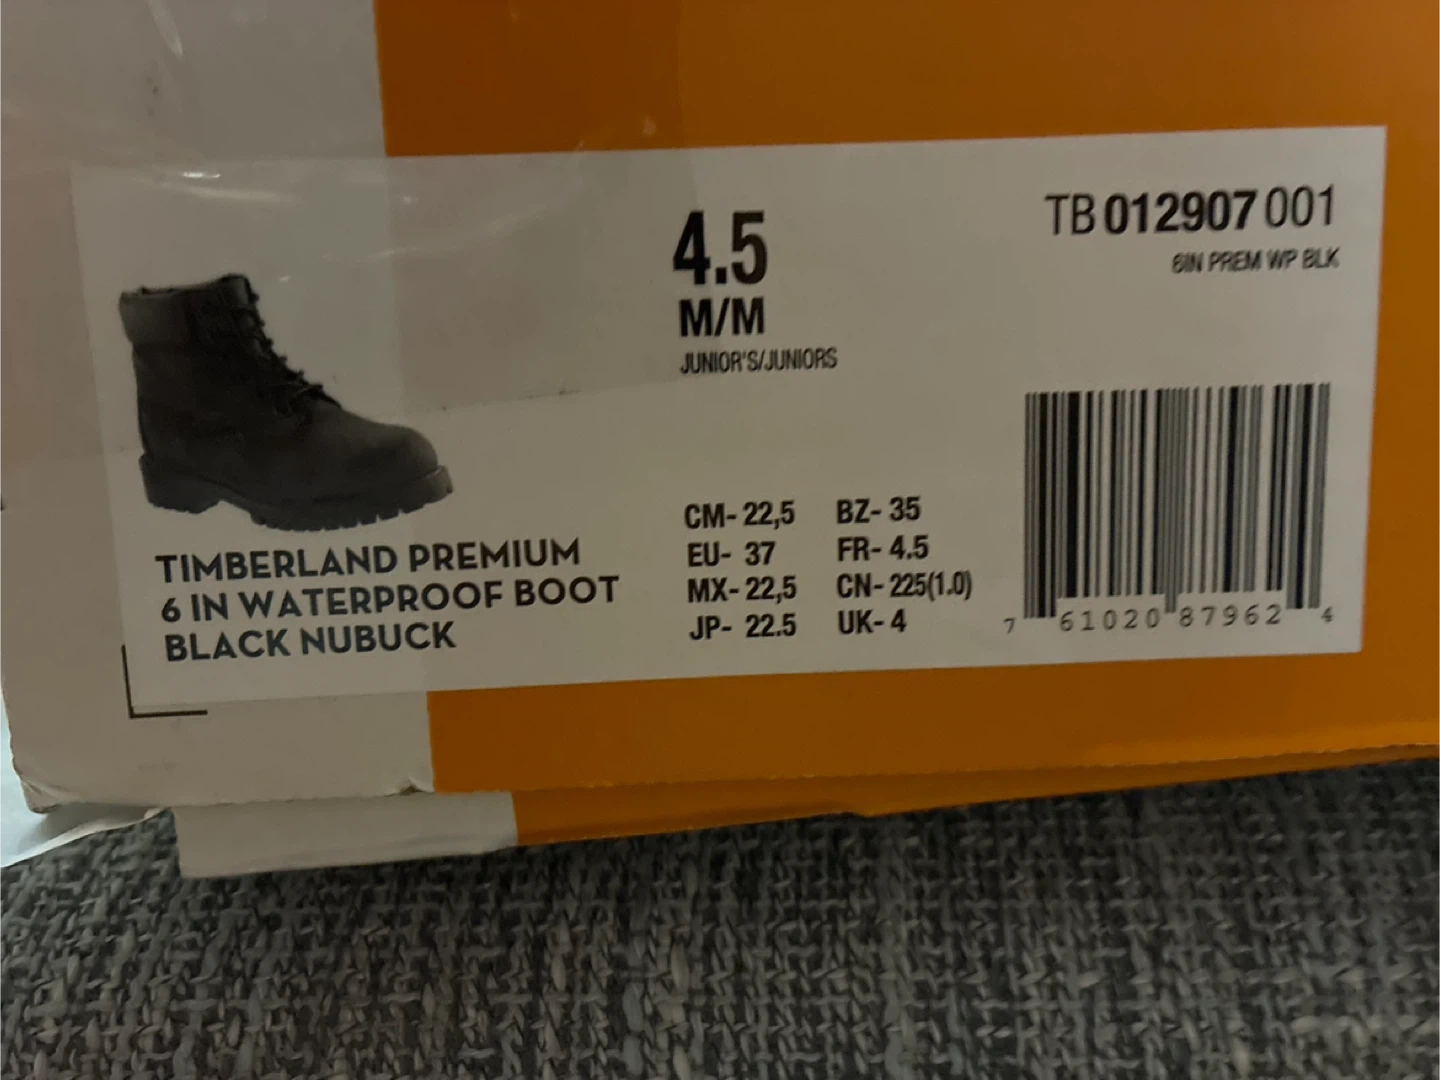 4.5
M/M
JUNIOR'S/JUNIORS
TB 012907 001
6IN PREM WP BLK
TIMBERLAND PREMIUM
6 IN WATERPROOF BOOT
BLACK NUBUCK
CM- 22,5 BZ- 35
EU- 37 FR- 4.5
MX- 22,5 CN- 225(1.0)
JP- 22.5 UK- 4
7 61020 87962 4